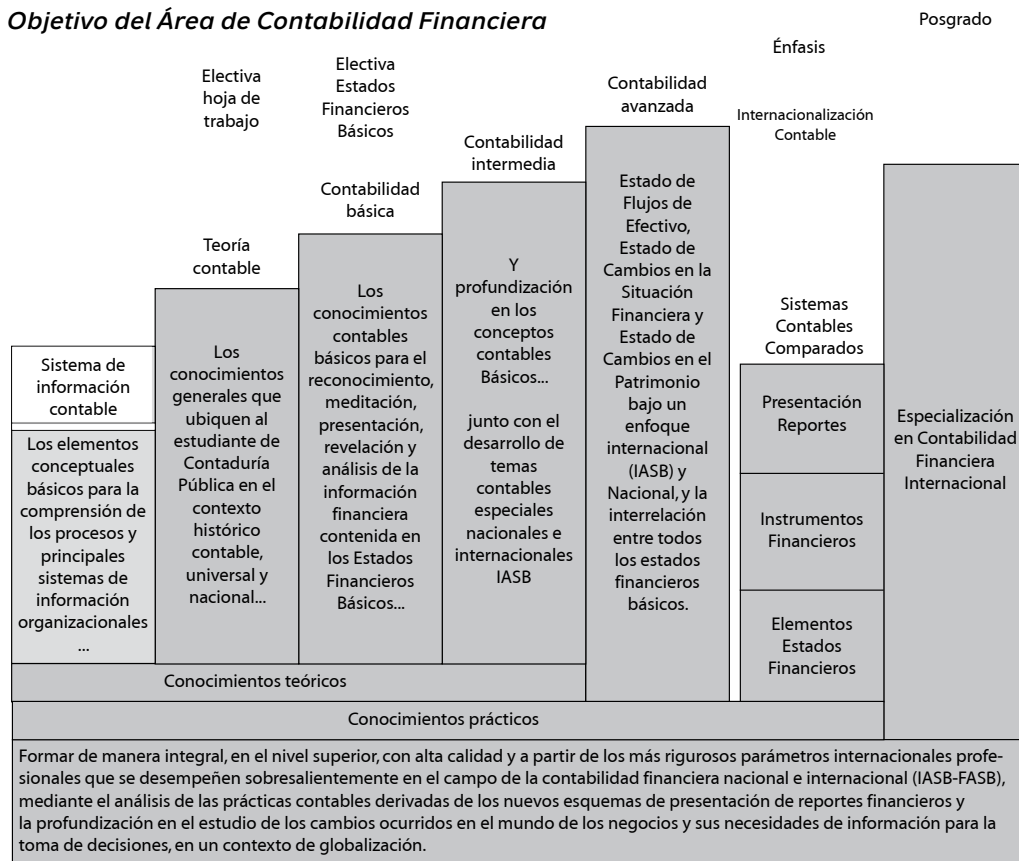 Objetivo del Área de Contabilidad Financiera
Sistema de
información
contable
Los elementos
conceptuales
básicos para la
comprensión de
los procesos y
principales
sistemas de
información
organizacionales
...
Electiva
hoja de
trabajo
Teoría
contable
Los
conocimientos
generales que
ubiquen al
estudiante de
Contaduría
Pública en el
contexto
histórico
contable,
universal y
nacional...
Electiva
Estados
Financieros
Básicos
Contabilidad
básica
Los
conocimientos
contables
básicos para el
reconocimiento,
meditación,
presentación,
revelación y
análisis de la
información
financiera
contenida en
los Estados
Financieros
Básicos...
Contabilidad
intermedia
Y
profundización
en los
conceptos
contables
Básicos...
junto con el
desarrollo de
temas
contables
especiales
nacionales e
internacionales
IASB
Contabilidad
avanzada
Estado de
Flujos de
Efectivo,
Estado de
Cambios en la
Situación
Financiera y
Estado de
Cambios en el
Patrimonio
bajo un
enfoque
internacional
(IASB) y
Nacional, y la
interrelación
entre todos
los estados
financieros
básicos.
Énfasis
Internacionalización
Contable
Sistemas
Contables
Comparados
Presentación
Reportes
Instrumentos
Financieros
Elementos
Estados
Financieros
Posgrado
Especialización
en Contabilidad
Financiera
Internacional
Conocimientos teóricos
Conocimientos prácticos
Formar de manera integral, en el nivel superior, con alta calidad y a partir de los más rigurosos parámetros internacionales profe-
sionales que se desempeñen sobresalientemente en el campo de la contabilidad financiera nacional e internacional (IASB-FASB),
mediante el análisis de las prácticas contables derivadas de los nuevos esquemas de presentación de reportes financieros y
la profundización en el estudio de los cambios ocurridos en el mundo de los negocios y sus necesidades de información para la
toma de decisiones, en un contexto de globalización.